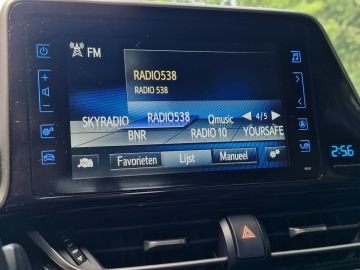 FM
RADIO538
RADIO 538
SKYRADIO RADIO538 Qmusic 4/5
BNR RADIO 10 YOURSAFE
Favorieten Lijst Manueel
2:56